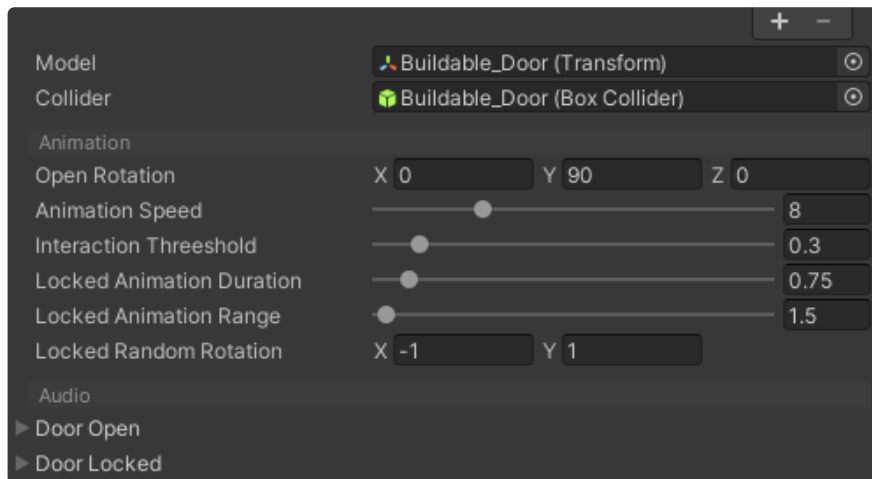 + −
Model Buildable_Door (Transform)
Collider Buildable_Door (Box Collider)
Animation
Open Rotation X 0 Y 90 Z 0
Animation Speed 8
Interaction Threeshold 0.3
Locked Animation Duration 0.75
Locked Animation Range 1.5
Locked Random Rotation X -1 Y 1
Audio
Door Open
Door Locked